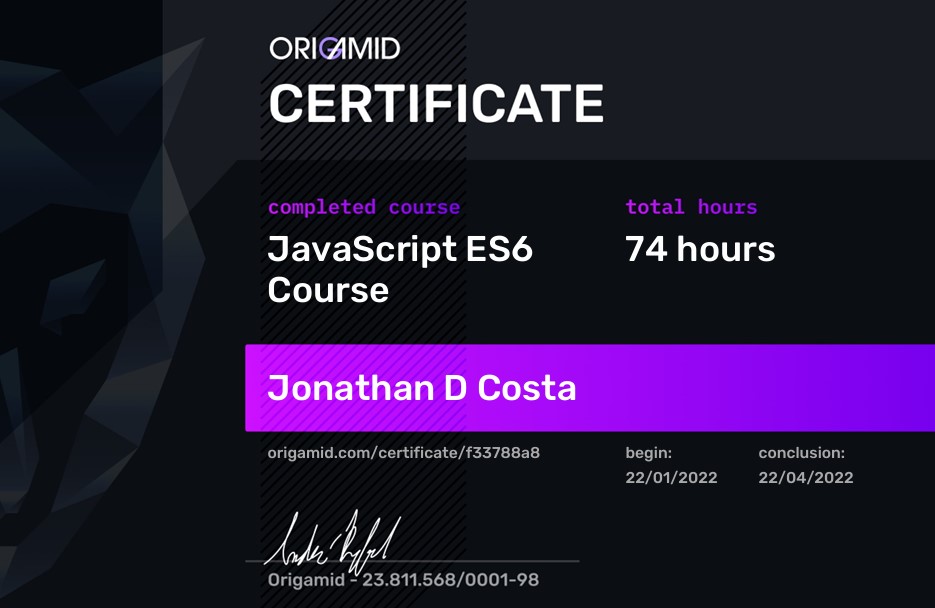 ORIGAMID
CERTIFICATE
completed course
total hours
JavaScript ES6
Course
74 hours
Jonathan D Costa
origamid.com/certificate/f33788a8
begin:
22/01/2022
conclusion:
22/04/2022
Origamid - 23.811.568/0001-98